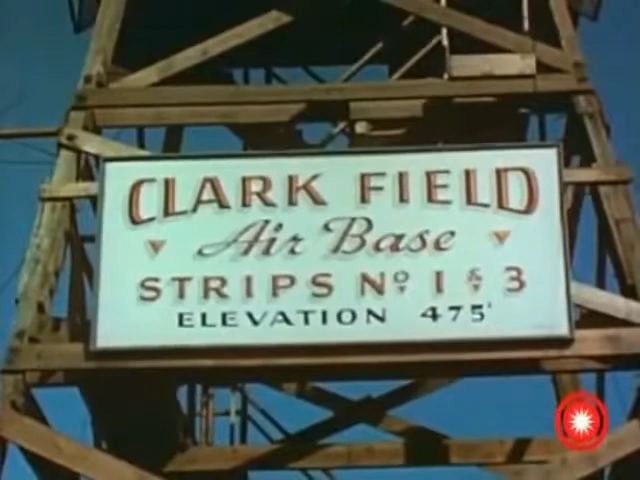 CLARK FIELD
Air Base
STRIPS No 1 & 3
ELEVATION 475'